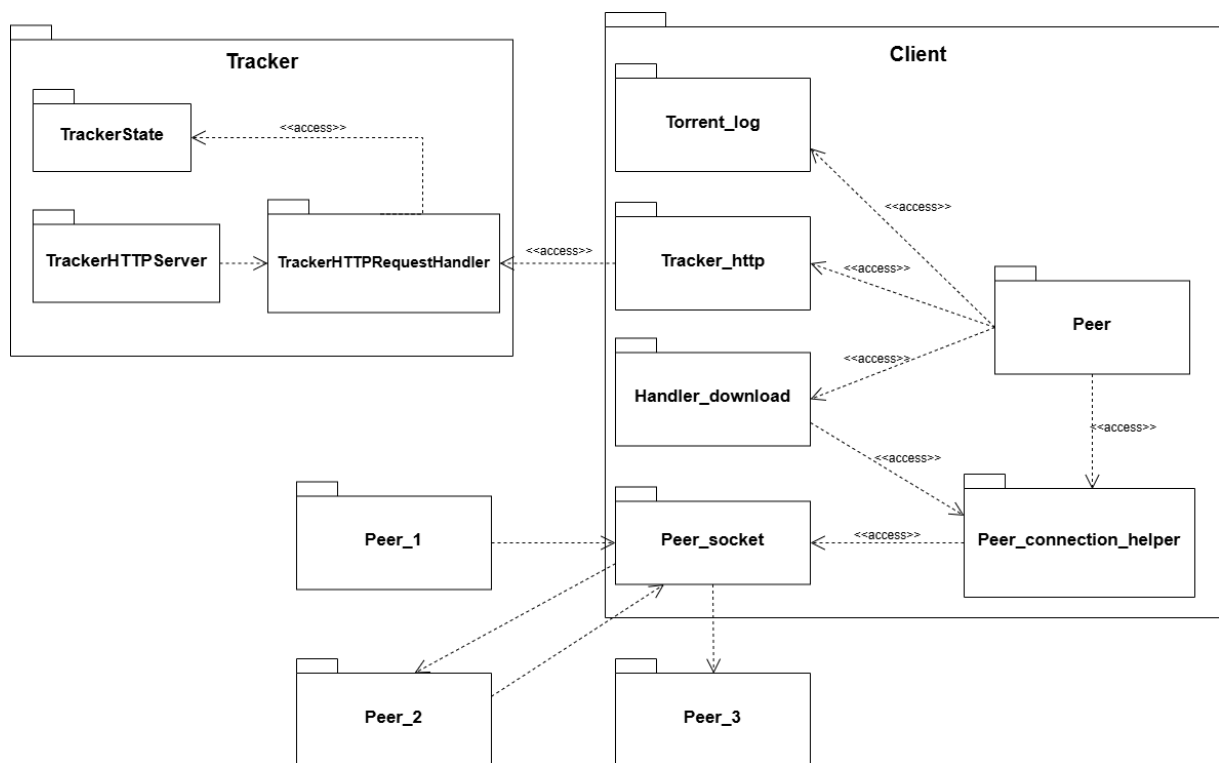 Tracker
Client
TrackerState
<<access>>
Torrent_log
<<access>>
TrackerHTTPServer
TrackerHTTPRequestHandler
<<access>>
Tracker_http
<<access>>
Peer
<<access>>
Handler_download
<<access>>
<<access>>
Peer_1
Peer_socket
<<access>>
Peer_connection_helper
Peer_2
Peer_3